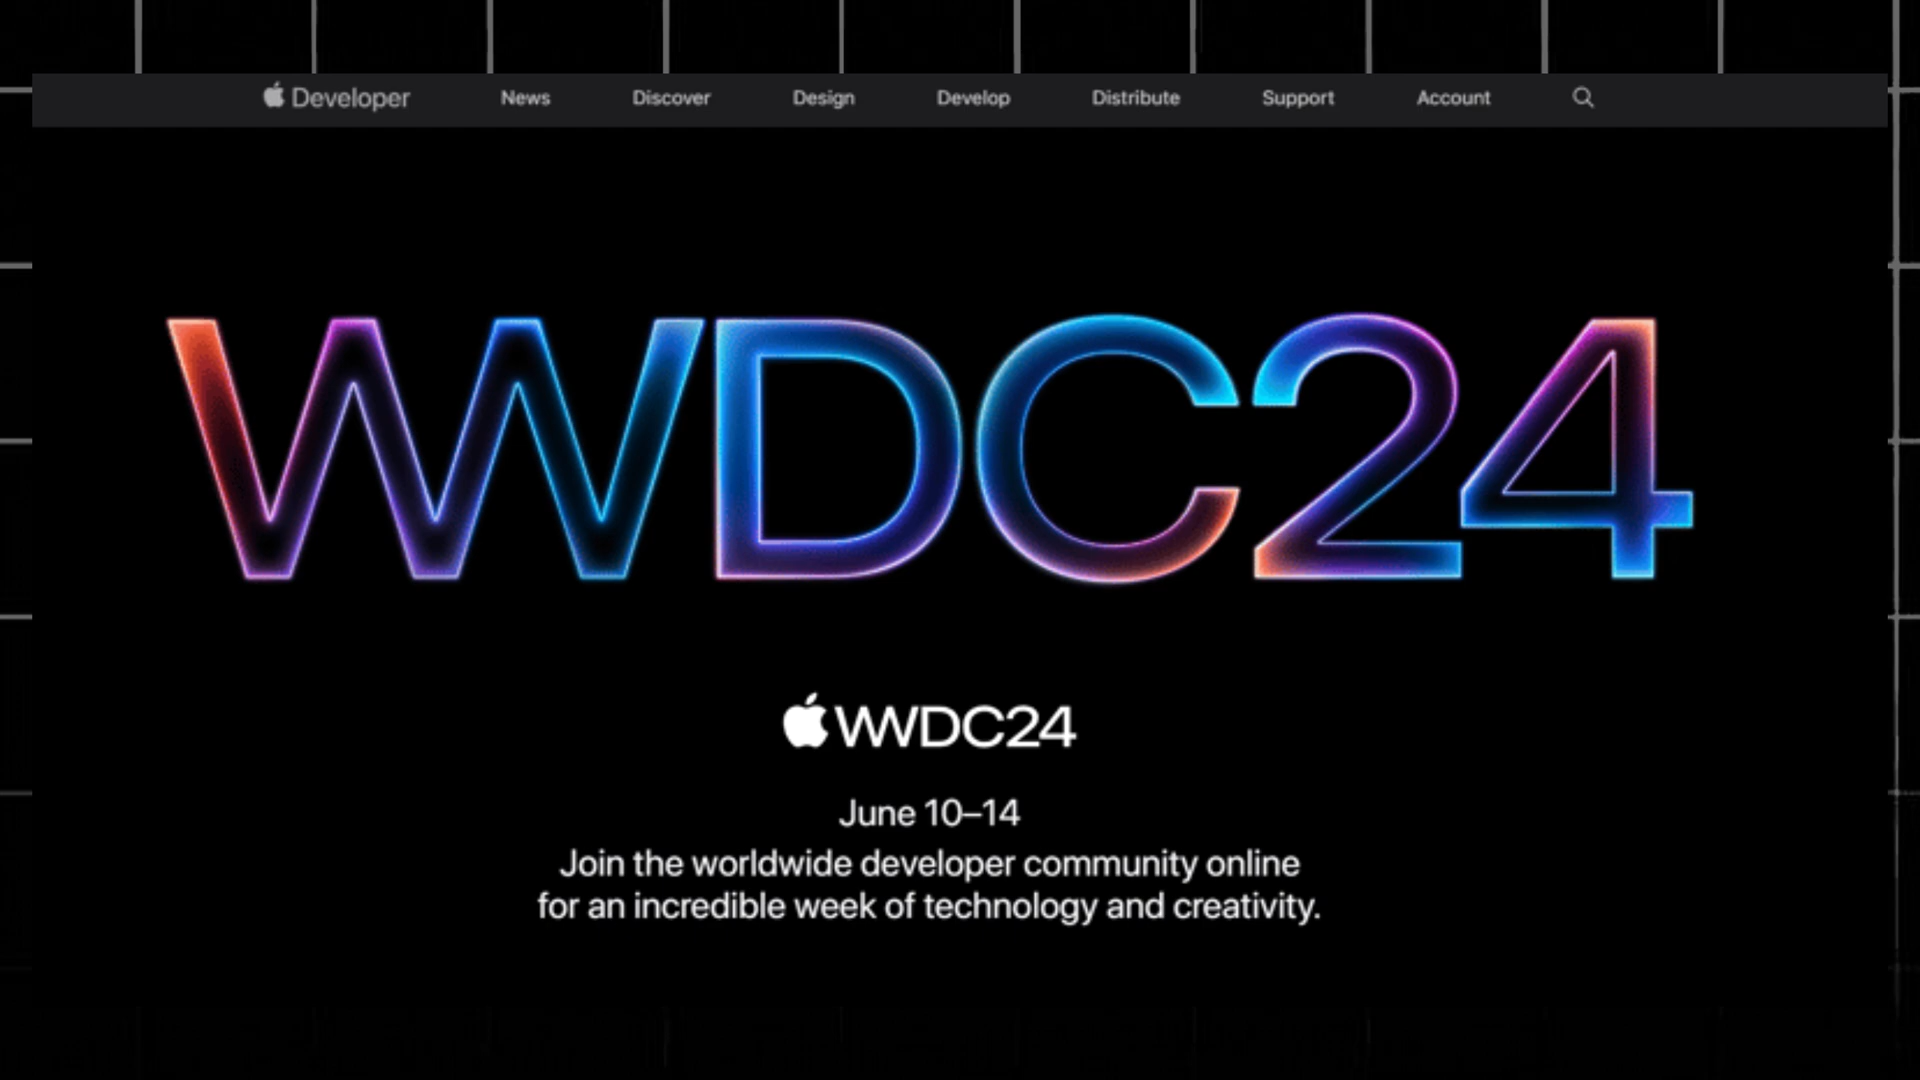 Developer News Discover Design Develop Distribute Support Account
WWDC24
WWDC24
June 10–14
Join the worldwide developer community online
for an incredible week of technology and creativity.